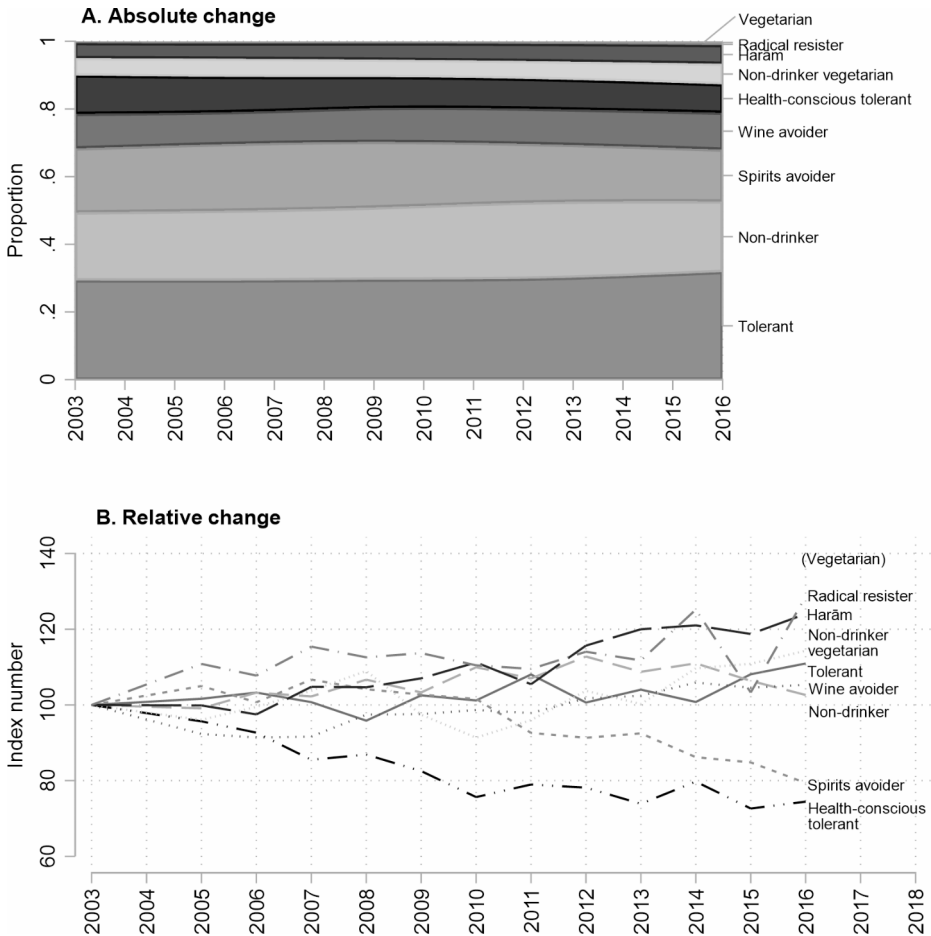 A. Absolute change
Vegetarian
Radical resister
Harām
Non-drinker vegetarian
Health-conscious tolerant
Wine avoider
Spirits avoider
Non-drinker
Tolerant
Proportion
1
.8
.6
.4
.2
0
2003 2004 2005 2006 2007 2008 2009 2010 2011 2012 2013 2014 2015 2016
B. Relative change
(Vegetarian)
Radical resister
Harām
Non-drinker
vegetarian
Tolerant
Wine avoider
Non-drinker
Spirits avoider
Health-conscious
tolerant
Index number
140
120
100
80
60
2003 2004 2005 2006 2007 2008 2009 2010 2011 2012 2013 2014 2015 2016 2017 2018